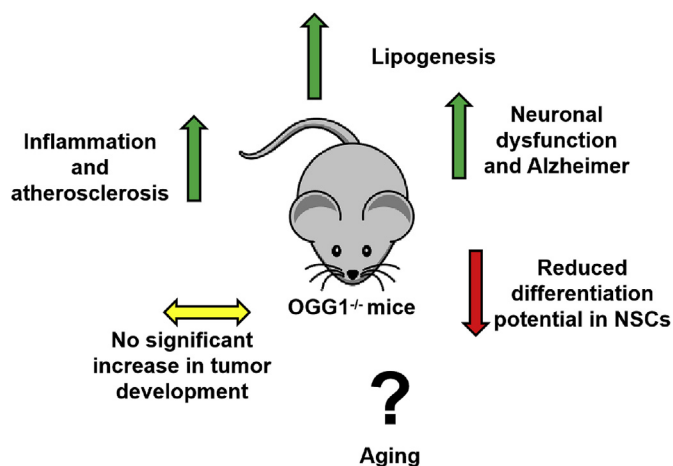 Lipogenesis
Inflammation
and
atherosclerosis
Neuronal
dysfunction
and Alzheimer
OGG1-/- mice
Reduced
differentiation
potential in NSCs
No significant
increase in tumor
development
?
Aging